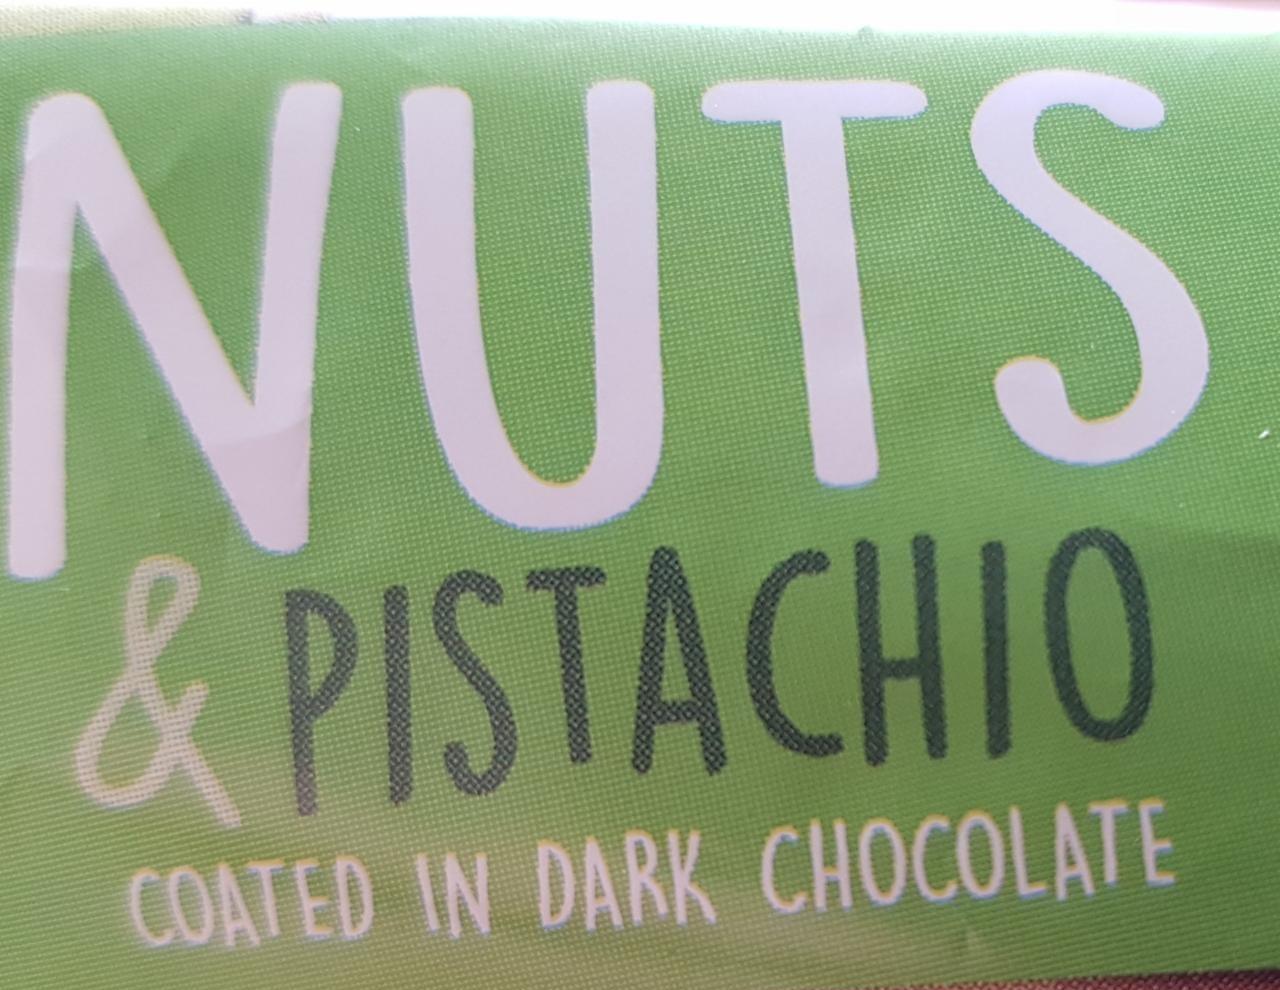 NUTS
& PISTACHIO
COATED IN DARK CHOCOLATE